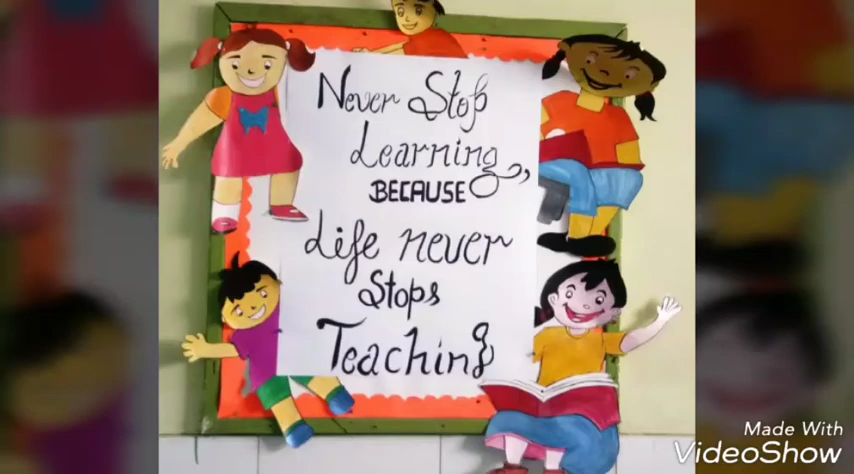 Never Stop
Learning,
BECAUSE
Life never
Stops
Teaching
Made With
VideoShow